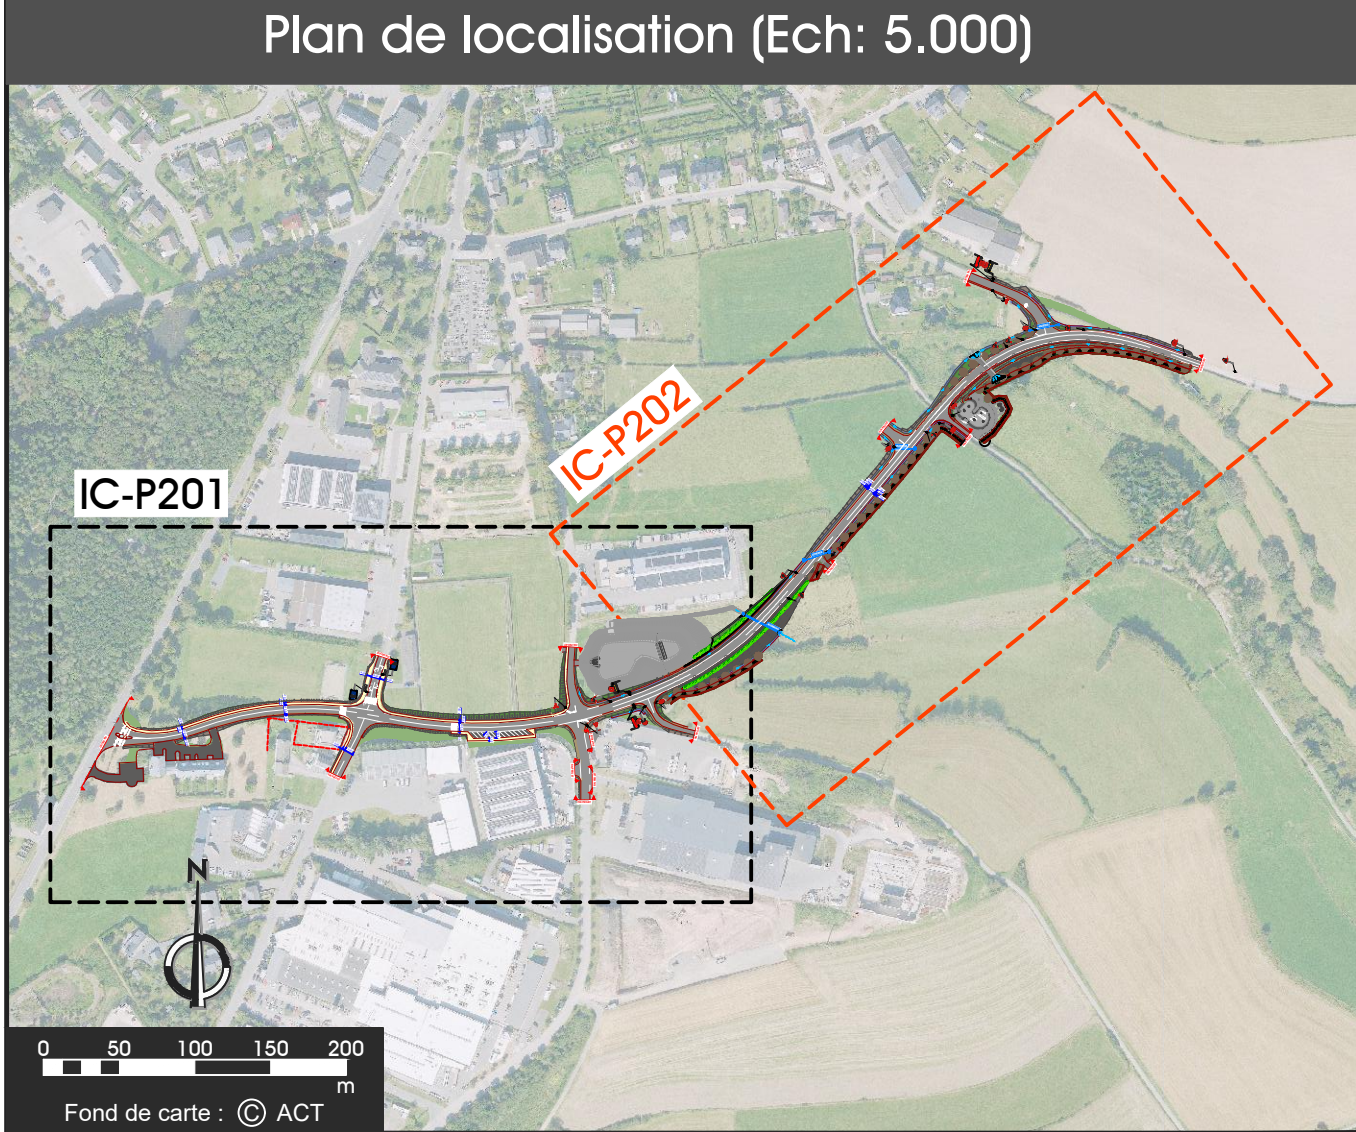 Plan de localisation (Ech: 5.000)
IC-P202
IC-P201
N
0 50 100 150 200
m
Fond de carte : © ACT